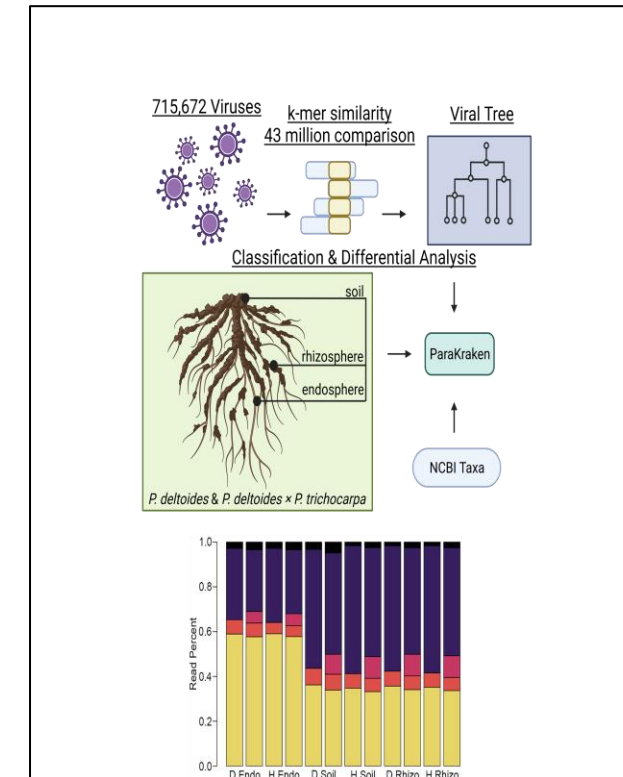 715,672 Viruses
k-mer similarity
43 million comparison
Viral Tree
Classification & Differential Analysis
soil
rhizosphere
endosphere
P. deltoides & P. deltoides × P. trichocarpa
ParaKraken
NCBI Taxa
Read Percent
1.0
0.8
0.6
0.4
0.2
0.0
D Endo H Endo D Soil H Soil D Rhizo H Rhizo